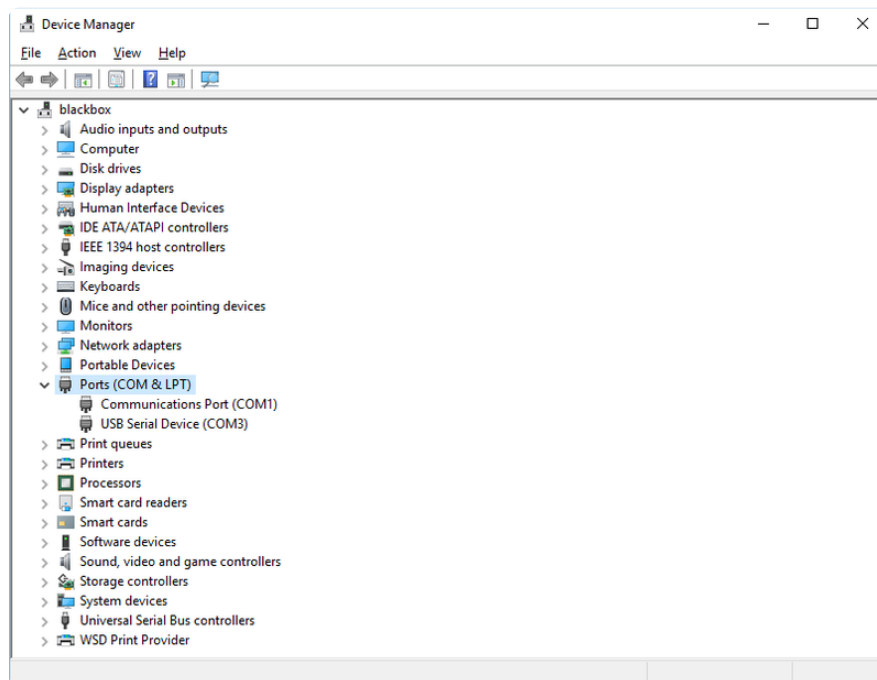 Device Manager
File Action View Help
blackbox
Audio inputs and outputs
Computer
Disk drives
Display adapters
Human Interface Devices
IDE ATA/ATAPI controllers
IEEE 1394 host controllers
Imaging devices
Keyboards
Mice and other pointing devices
Monitors
Network adapters
Portable Devices
Ports (COM & LPT)
Communications Port (COM1)
USB Serial Device (COM3)
Print queues
Printers
Processors
Smart card readers
Smart cards
Software devices
Sound, video and game controllers
Storage controllers
System devices
Universal Serial Bus controllers
WSD Print Provider